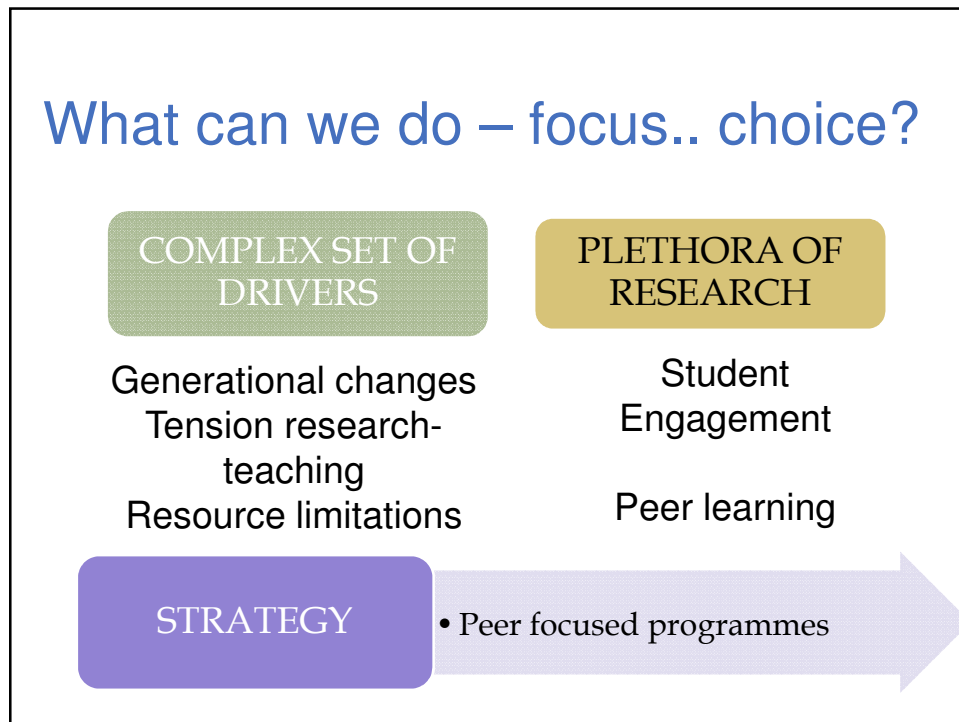 What can we do – focus.. choice?
COMPLEX SET OF
DRIVERS
Generational changes
Tension research-
teaching
Resource limitations
PLETHORA OF
RESEARCH
Student
Engagement
Peer learning
STRATEGY
• Peer focused programmes